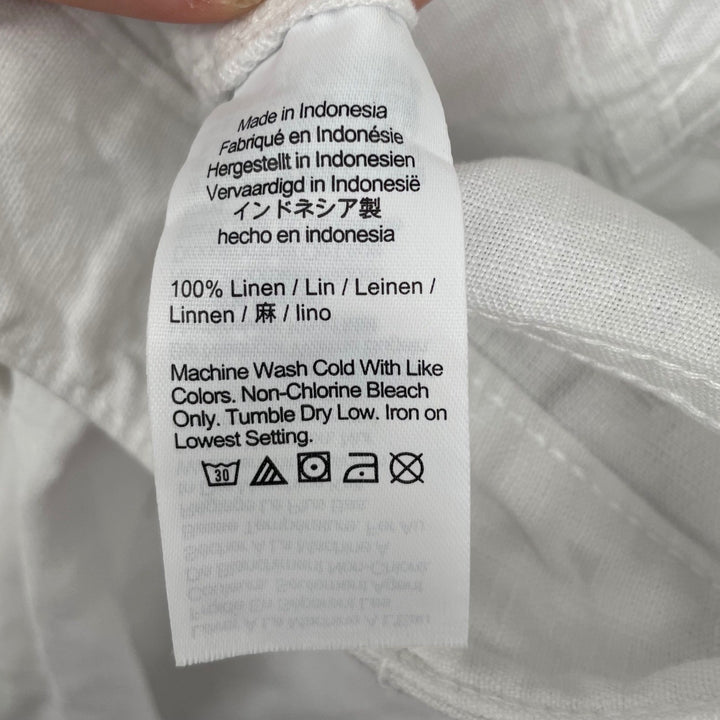 Made in Indonesia
Fabriqué en Indonésie
Hergestellt in Indonesien
Vervaardigd in Indonesië
インドネシア製
hecho en indonesia
100% Linen / Lin / Leinen /
Linnen / 麻 / lino
Machine Wash Cold With Like
Colors. Non-Chlorine Bleach
Only. Tumble Dry Low. Iron on
Lowest Setting.
30